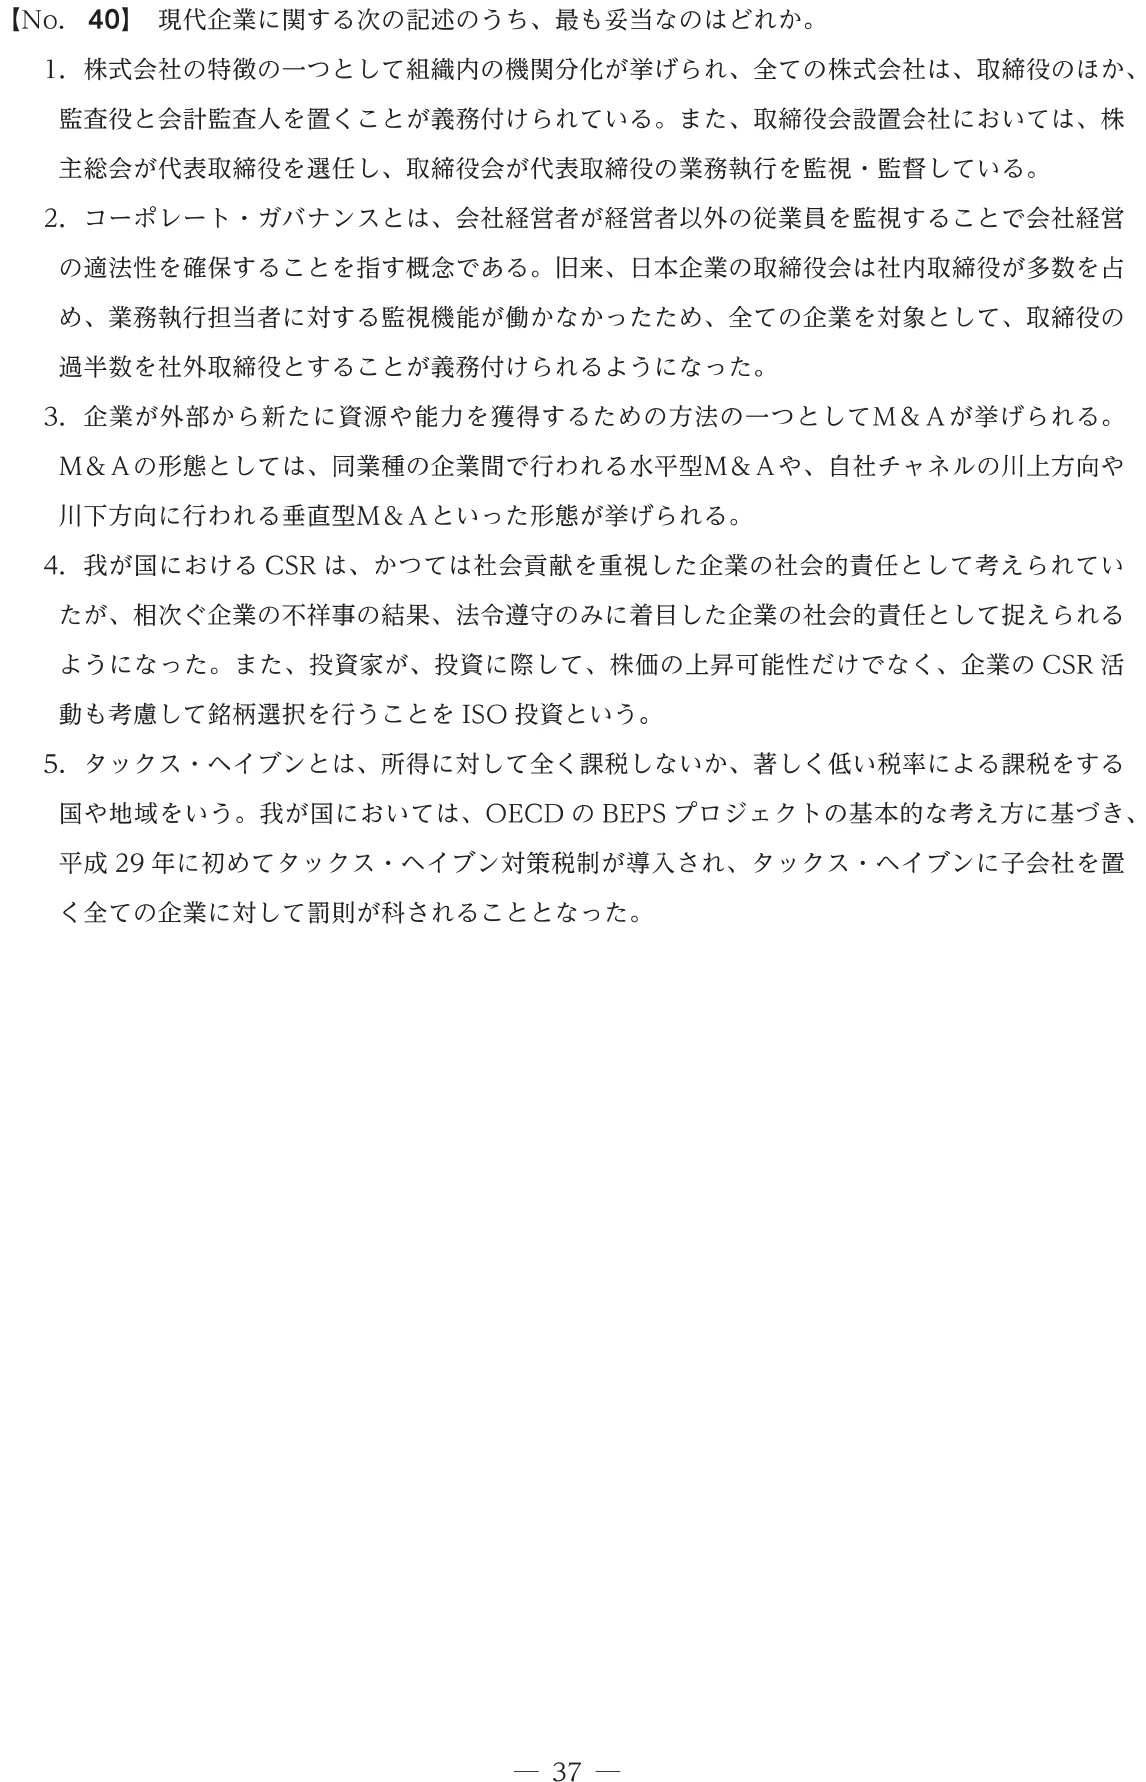 【No. 40】 現代企業に関する次の記述のうち、最も妥当なのはどれか。
1. 株式会社の特徴の一つとして組織内の機関分化が挙げられ、全ての株式会社は、取締役のほか、
監査役と会計監査人を置くことが義務付けられている。また、取締役会設置会社においては、株
主総会が代表取締役を選任し、取締役会が代表取締役の業務執行を監視・監督している。
2. コーポレート・ガバナンスとは、会社経営者が経営者以外の従業員を監視することで会社経営
の適法性を確保することを指す概念である。旧来、日本企業の取締役会は社内取締役が多数を占
め、業務執行担当者に対する監視機能が働かなかったため、全ての企業を対象として、取締役の
過半数を社外取締役とすることが義務付けられるようになった。
3. 企業が外部から新たに資源や能力を獲得するための方法の一つとしてM&Aが挙げられる。
M&Aの形態としては、同業種の企業間で行われる水平型M&Aや、自社チャネルの川上方向や
川下方向に行われる垂直型M&Aといった形態が挙げられる。
4. 我が国における CSR は、かつては社会貢献を重視した企業の社会的責任として考えられてい
たが、相次ぐ企業の不祥事の結果、法令遵守のみに着目した企業の社会的責任として捉えられる
ようになった。また、投資家が、投資に際して、株価の上昇可能性だけでなく、企業の CSR 活
動も考慮して銘柄選択を行うことを ISO 投資という。
5. タックス・ヘイブンとは、所得に対して全く課税しないか、著しく低い税率による課税をする
国や地域をいう。我が国においては、OECD の BEPS プロジェクトの基本的な考え方に基づき、
平成 29 年に初めてタックス・ヘイブン対策税制が導入され、タックス・ヘイブンに子会社を置
く全ての企業に対して罰則が科されることとなった。
— 37 —